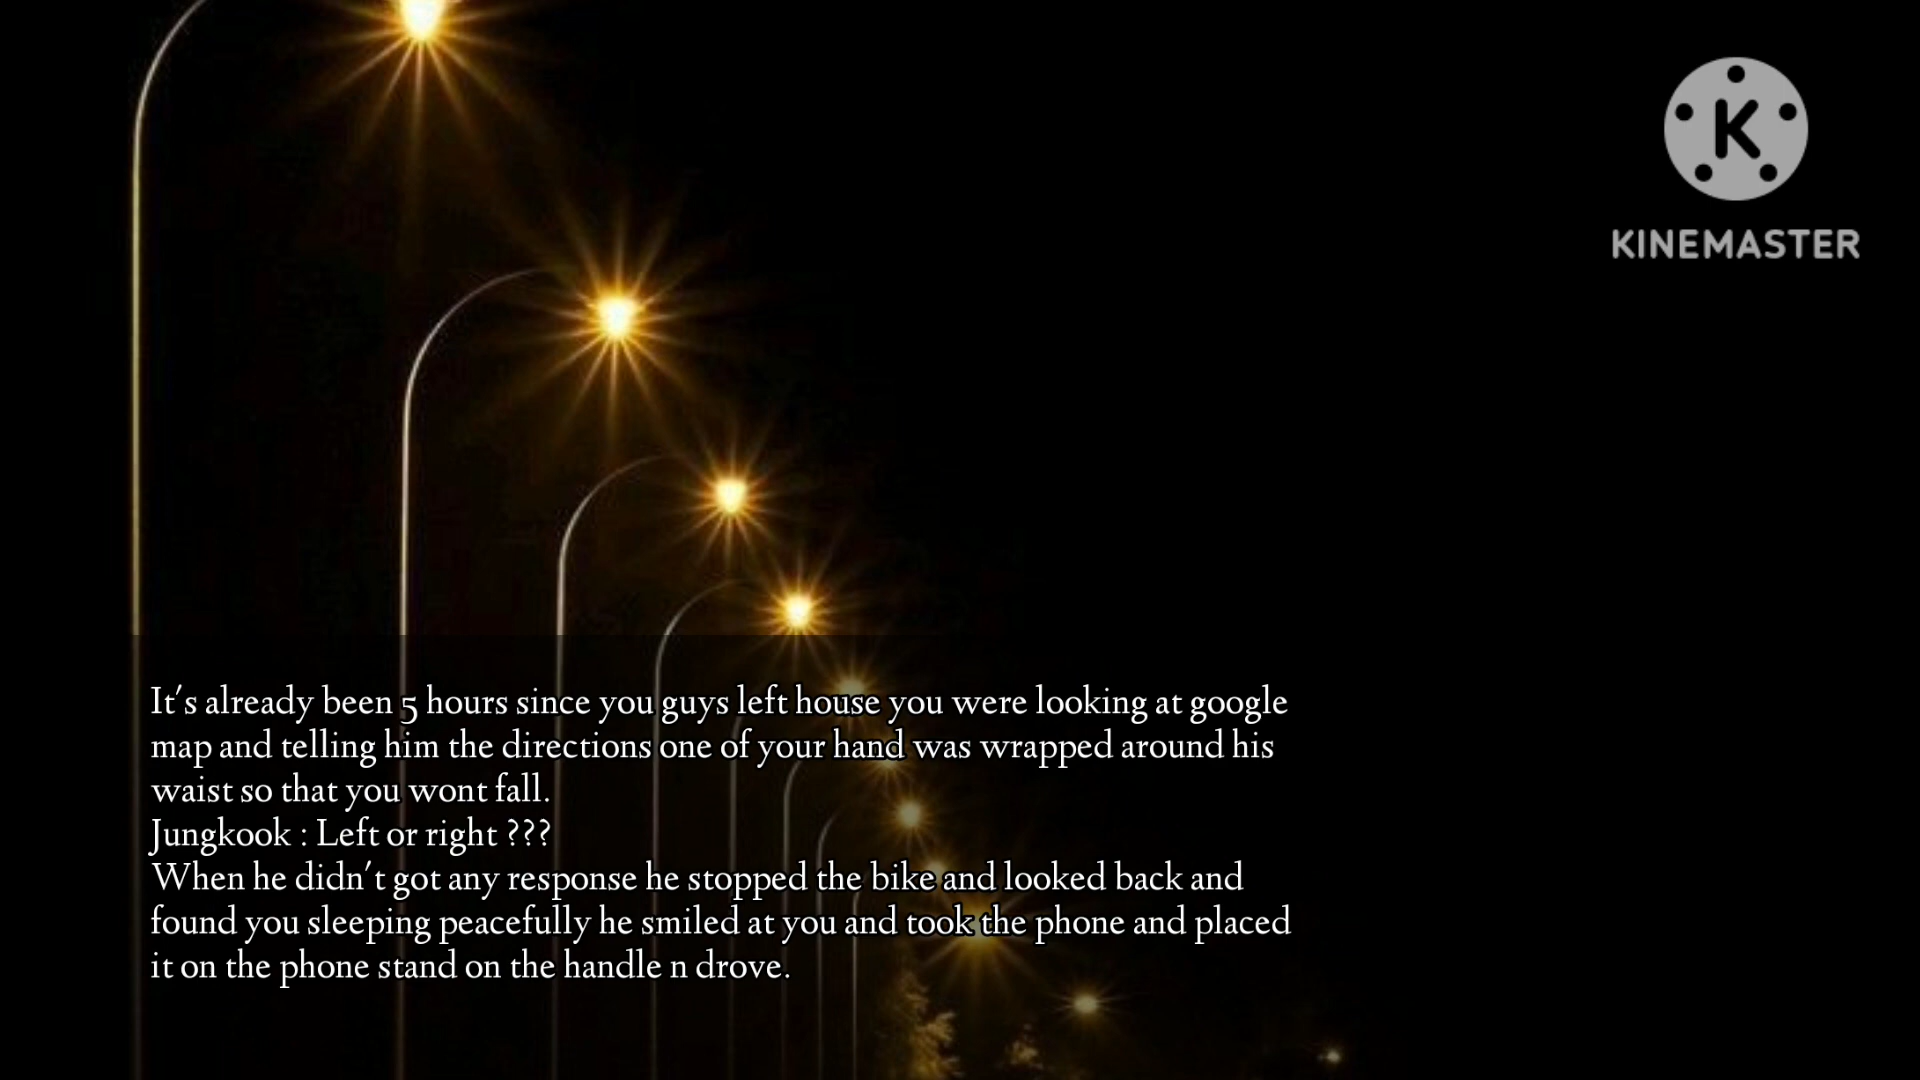 K
KINEMASTER
It's already been 5 hours since you guys left house you were looking at google
map and telling him the directions one of your hand was wrapped around his
waist so that you wont fall.
Jungkook : Left or right ???
When he didn't got any response he stopped the bike and looked back and
found you sleeping peacefully he smiled at you and took the phone and placed
it on the phone stand on the handle n drove.